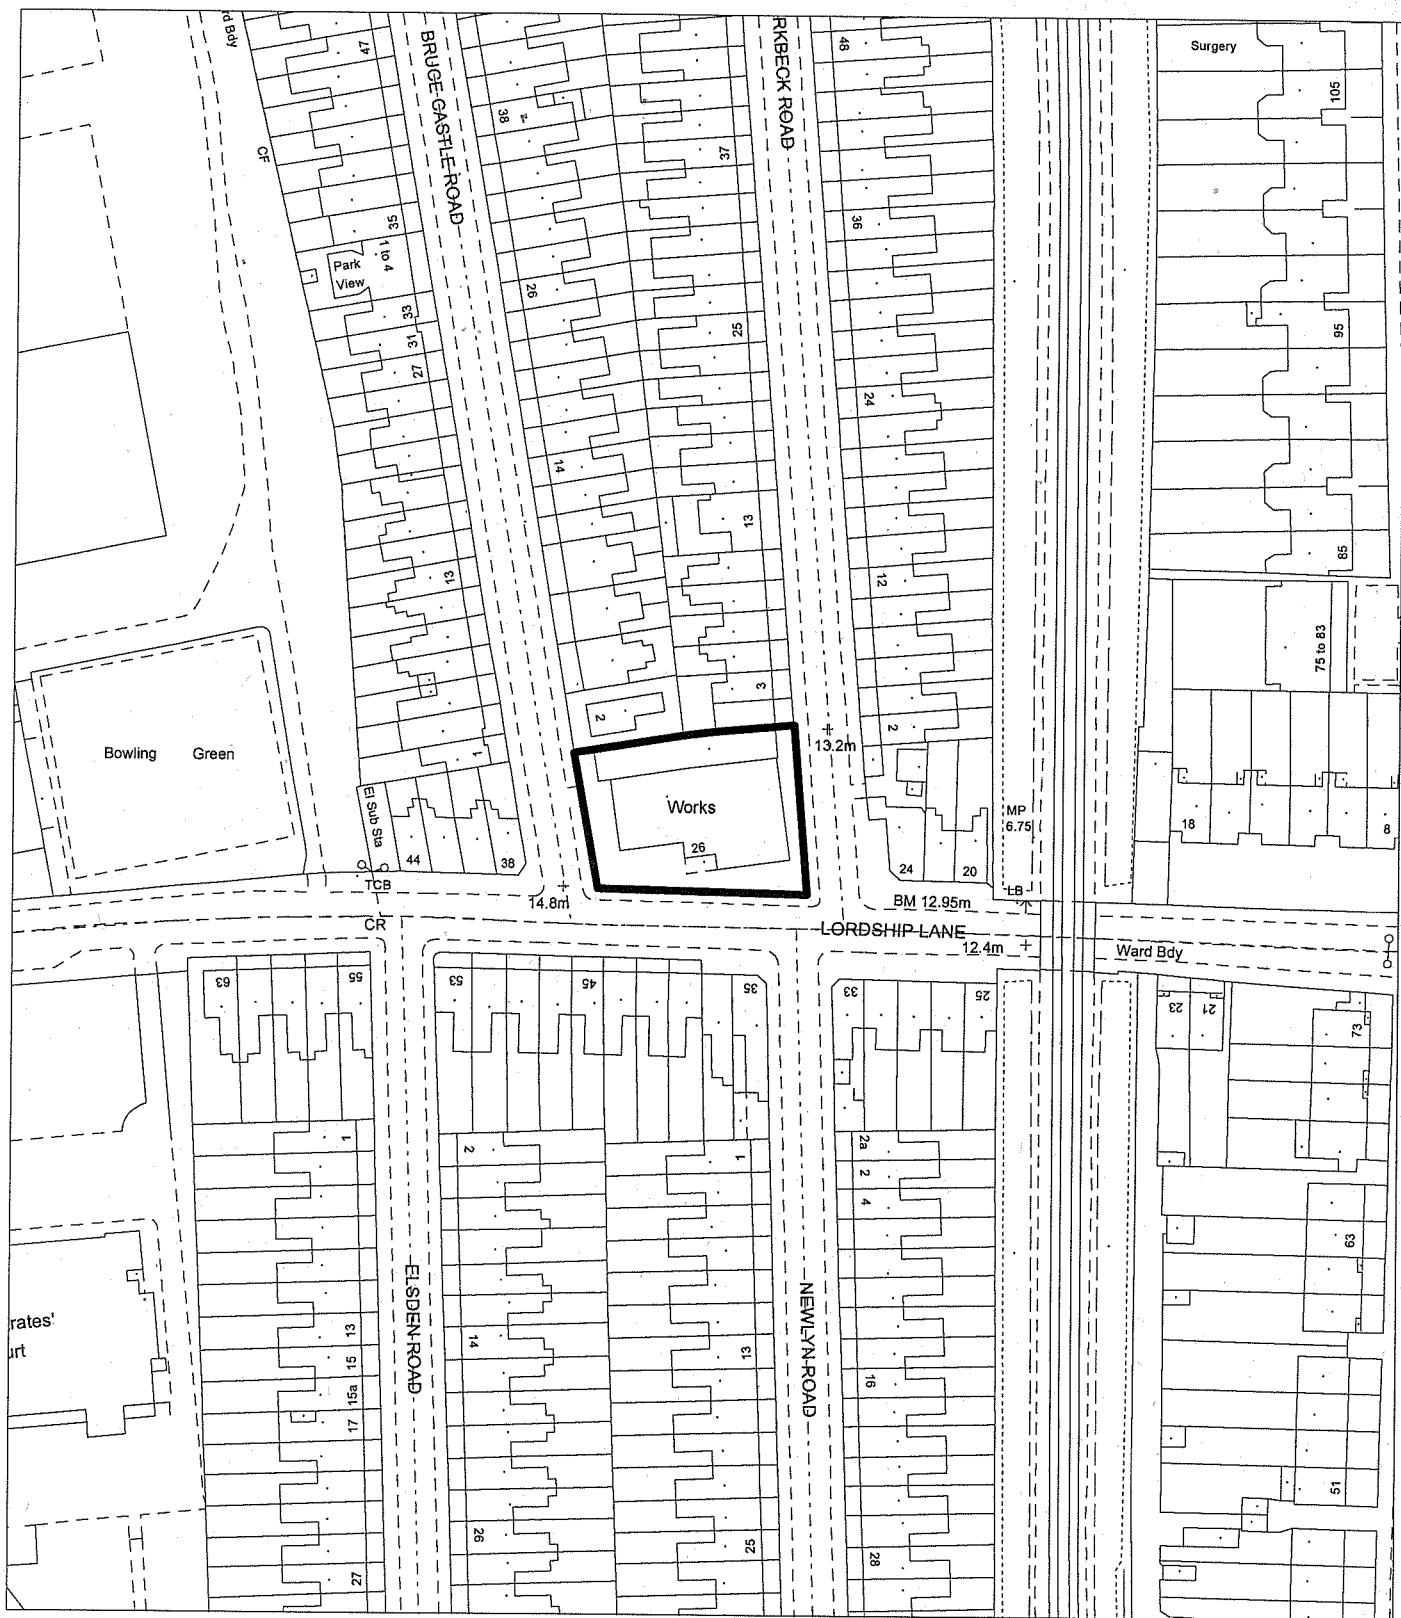 rd Bdy
47
BRUCE CASTLE ROAD
RKBECK ROAD
48
Surgery
105
38
37
CF
35
36
1 to 4
Park
View
26
33
31
27
25
95
24
14
13
85
13
12
75 to 83
3
2
2
13.2m
Bowling Green
1
El Sub Sta
Works
26
MP
6.75
18
8
44
38
24
20
TCB
LB
14.8m
BM 12.95m
CR
LORDSHIP LANE
12.4m
Ward Bdy
63
55
53
45
35
33
25
23
21
73
1
2
1
2a
2
4
63
ELSDEN ROAD
NEWLYN ROAD
rates'
urt
13
14
13
15
15a
16
17
51
26
25
28
27